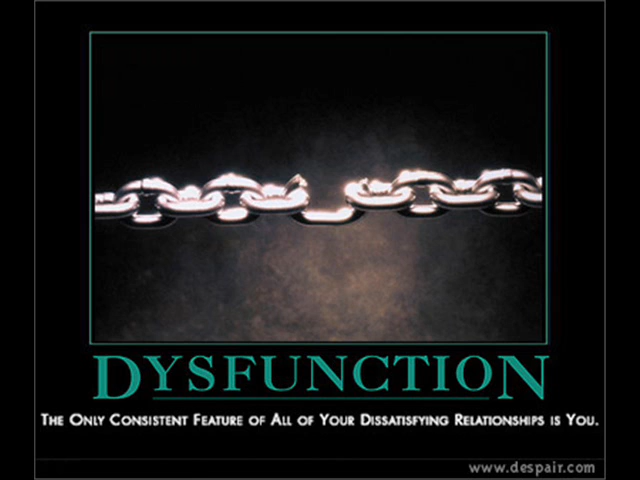 DYSFUNCTION
THE ONLY CONSISTENT FEATURE OF ALL OF YOUR DISSATISFYING RELATIONSHIPS IS YOU.
www.despair.com